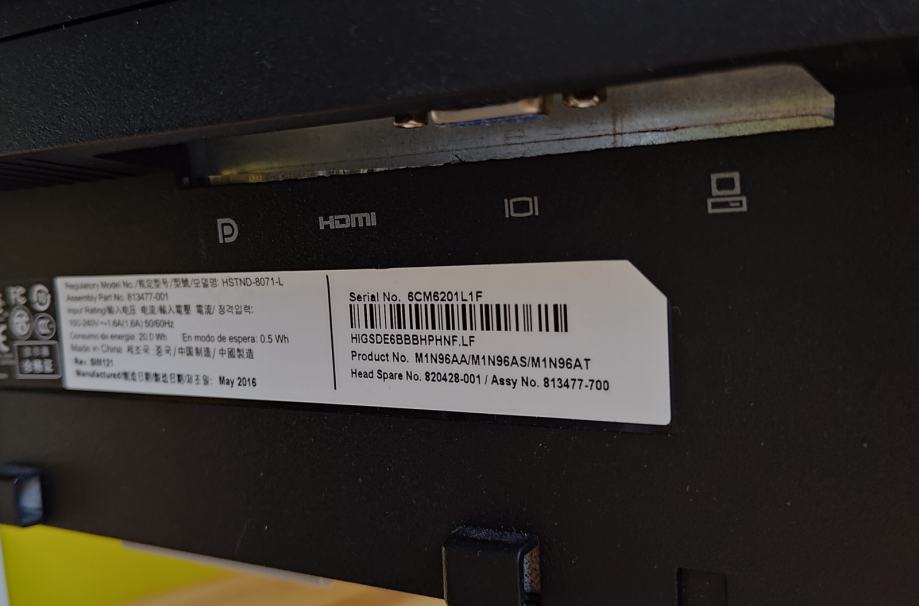 HDMI
Regulatory Model No./规定型号/型號/모델명: HSTND-8071-L
Assembly Part No: 813477-001
Input Rating/输入电压 电流/輸入電壓 電流/ 정격입력:
100-240V～1.6A(1,6A) 50/60Hz
Consumo de energía: 20.0 Wh En modo de espera: 0.5 Wh
Made in China 제조국: 중국/中国制造/中國製造
Rev:
Manufactured/制造日期/製造日期/제조일: May 2016
Serial No. 6CM6201L1F
HIGSDE6BBBHPHNF.LF
Product No. M1N96AA/M1N96AS/M1N96AT
Head Spare No. 820428-001 / Assy No. 813477-700